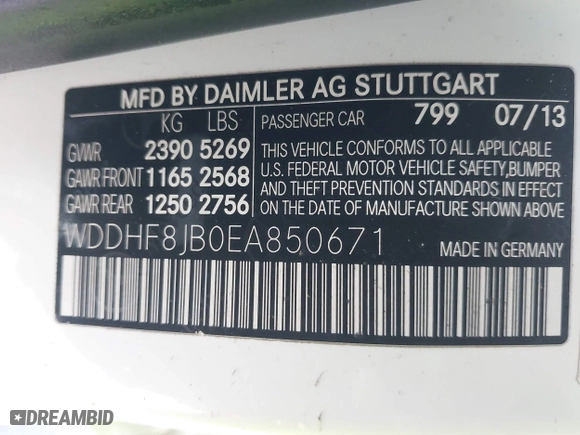 MFD BY DAIMLER AG STUTTGART
KG LBS PASSENGER CAR 799 07/13
GVWR 2390 5269 THIS VEHICLE CONFORMS TO ALL APPLICABLE
GAWR FRONT 1165 2568 U.S. FEDERAL MOTOR VEHICLE SAFETY,BUMPER
GAWR REAR 1250 2756 AND THEFT PREVENTION STANDARDS IN EFFECT
ON THE DATE OF MANUFACTURE SHOWN ABOVE
WDDHF8JB0EA850671 MADE IN GERMANY
DREAMBID